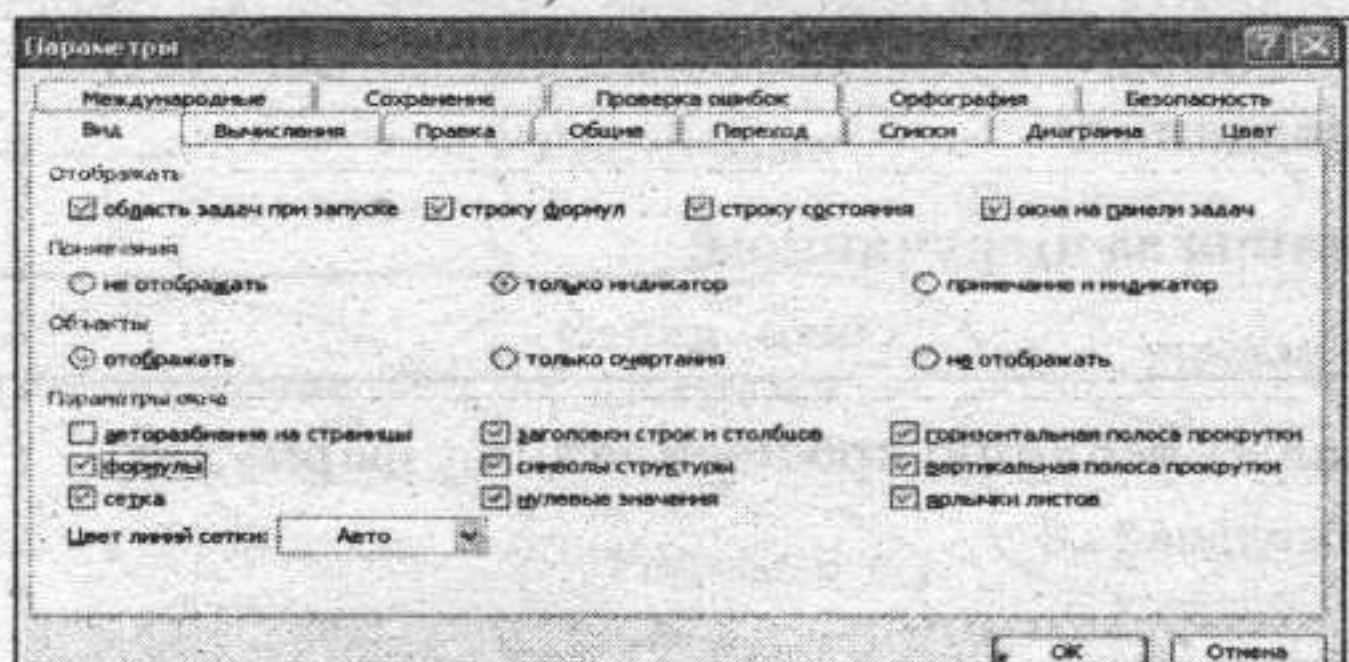 Параметры
Международные Сохранение Проверка ошибок Орфография Безопасность
Вид Вычисления Правка Общие Переход Списки Диаграмма Цвет
Отображать
область задач при запуске строку формул строку состояния окна на панели задач
Примечания
не отображать только индикатор примечание и индикатор
Объекты
отображать только очертания не отображать
Параметры окна
авторазбиение на страницы заголовки строк и столбцов горизонтальная полоса прокрутки
формулы символы структуры вертикальная полоса прокрутки
сетка нулевые значения ярлычки листов
Цвет линий сетки: Авто
ОК Отмена